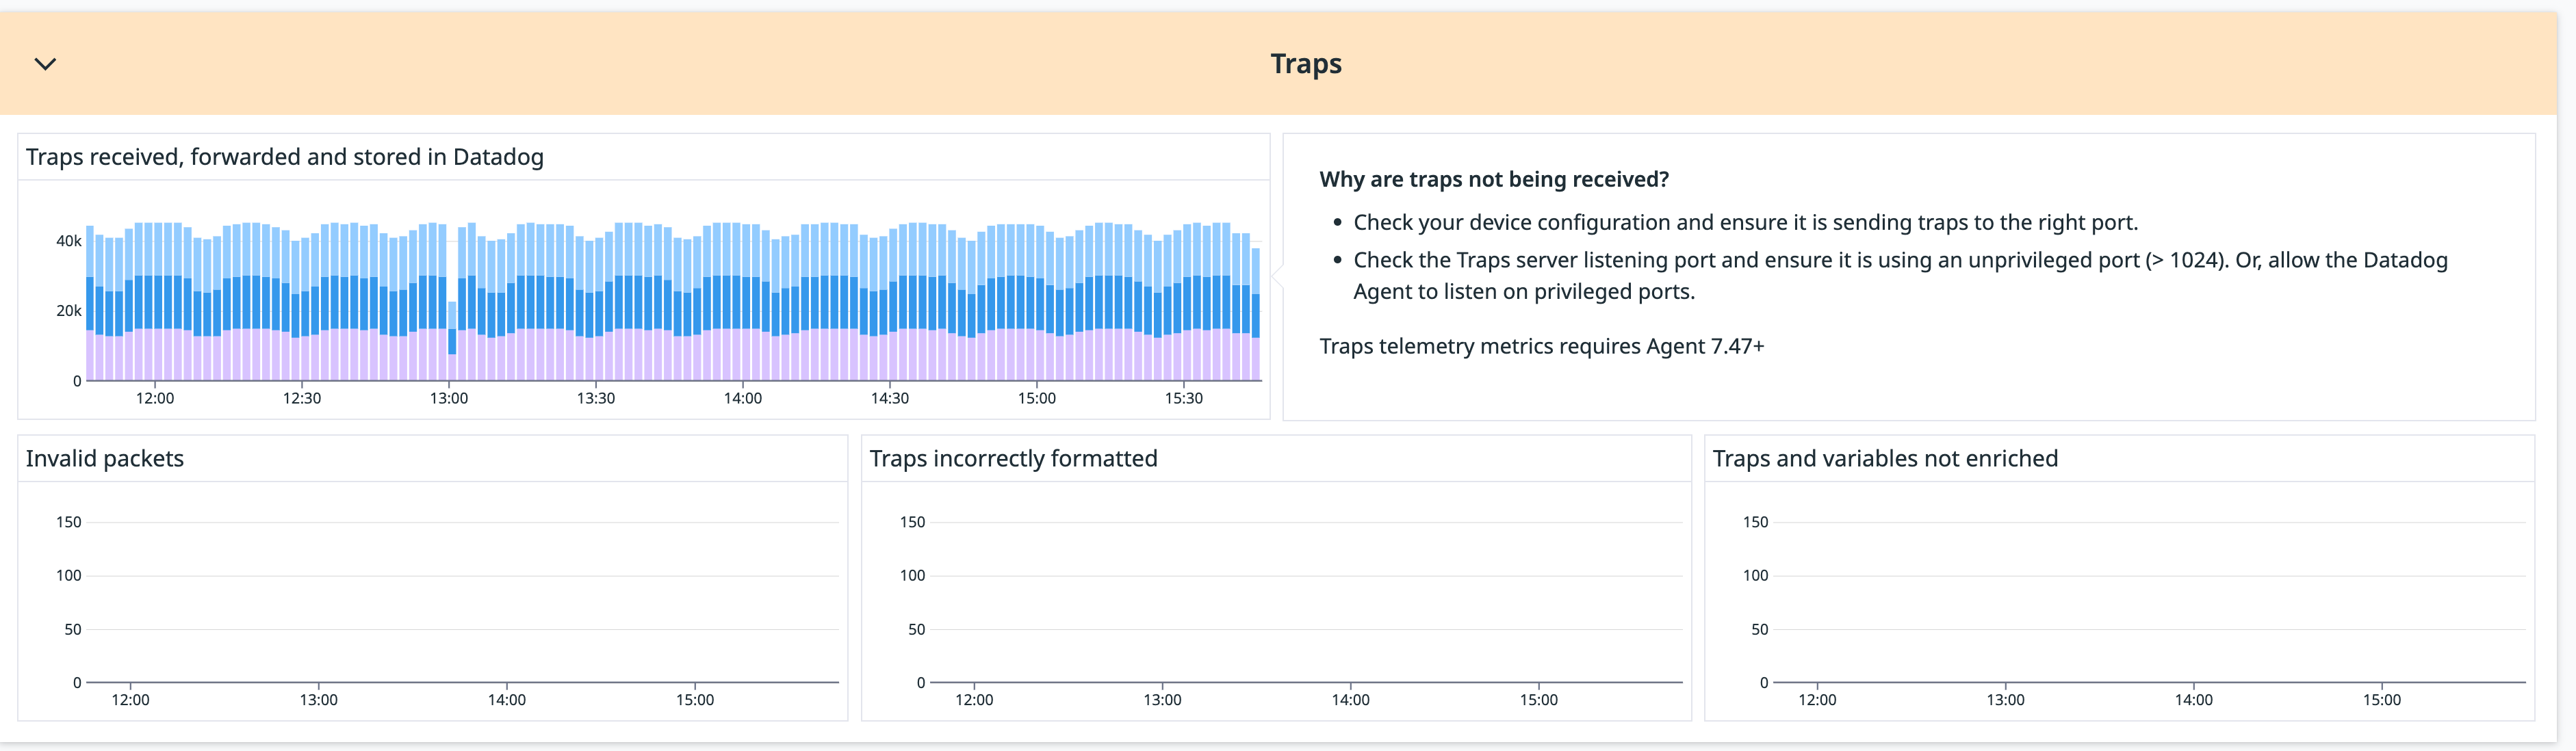 Traps
Traps received, forwarded and stored in Datadog
40k
20k
0
12:00 12:30 13:00 13:30 14:00 14:30 15:00 15:30
Why are traps not being received?
• Check your device configuration and ensure it is sending traps to the right port.
• Check the Traps server listening port and ensure it is using an unprivileged port (> 1024). Or, allow the Datadog
Agent to listen on privileged ports.
Traps telemetry metrics requires Agent 7.47+
Invalid packets
150
100
50
0
12:00 13:00 14:00 15:00
Traps incorrectly formatted
150
100
50
0
12:00 13:00 14:00 15:00
Traps and variables not enriched
150
100
50
0
12:00 13:00 14:00 15:00